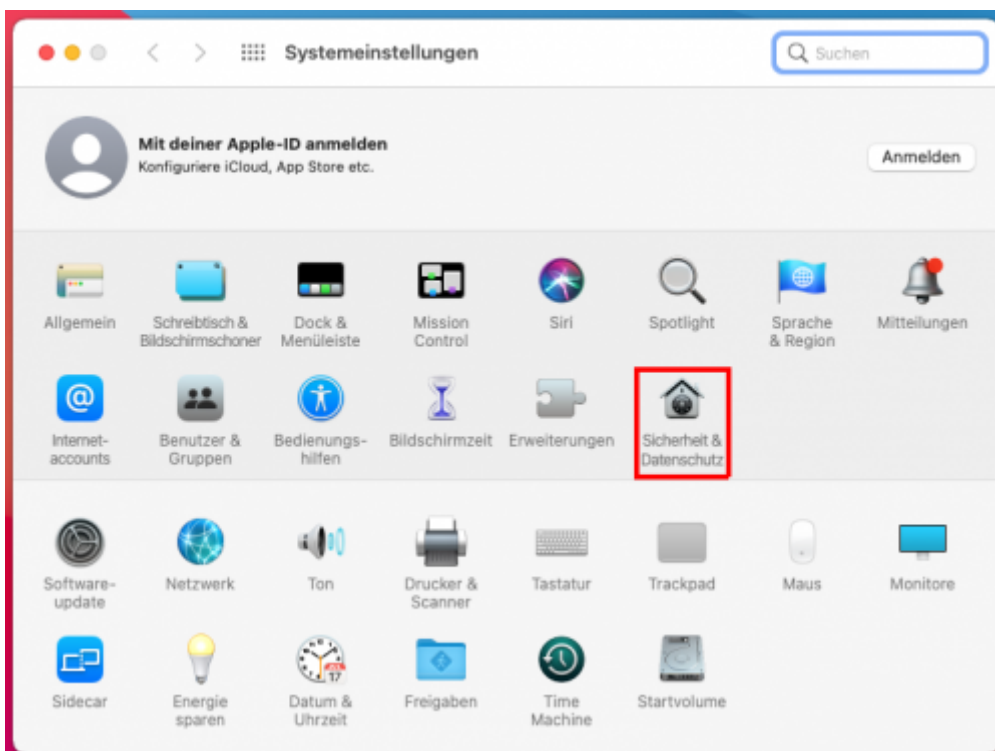 Systemeinstellungen
Suchen
Mit deiner Apple-ID anmelden
Konfiguriere iCloud, App Store etc.
Anmelden
Allgemein
Schreibtisch &
Bildschirmschoner
Dock &
Menüleiste
Mission
Control
Siri
Spotlight
Sprache
& Region
Mitteilungen
Internet-
accounts
Benutzer &
Gruppen
Bedienungs-
hilfen
Bildschirmzeit
Erweiterungen
Sicherheit &
Datenschutz
Software-
update
Netzwerk
Ton
Drucker &
Scanner
Tastatur
Trackpad
Maus
Monitore
Sidecar
Energie
sparen
JUL
17
Datum &
Uhrzeit
Freigaben
Time
Machine
Startvolume